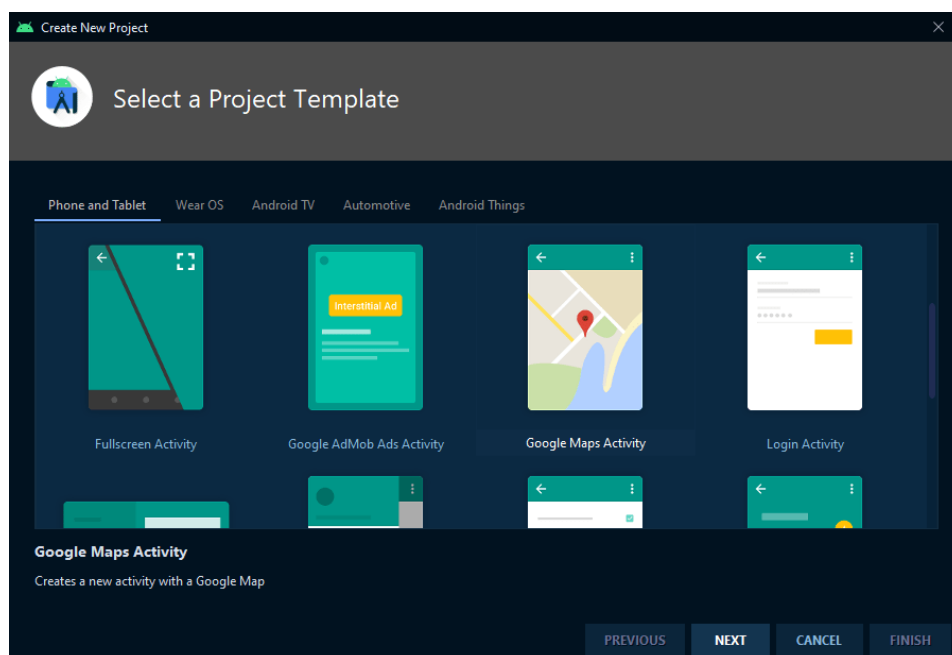 Create New Project
Select a Project Template
Phone and Tablet Wear OS Android TV Automotive Android Things
Interstitial Ad
Fullscreen Activity Google AdMob Ads Activity Google Maps Activity Login Activity
Google Maps Activity
Creates a new activity with a Google Map
PREVIOUS NEXT CANCEL FINISH